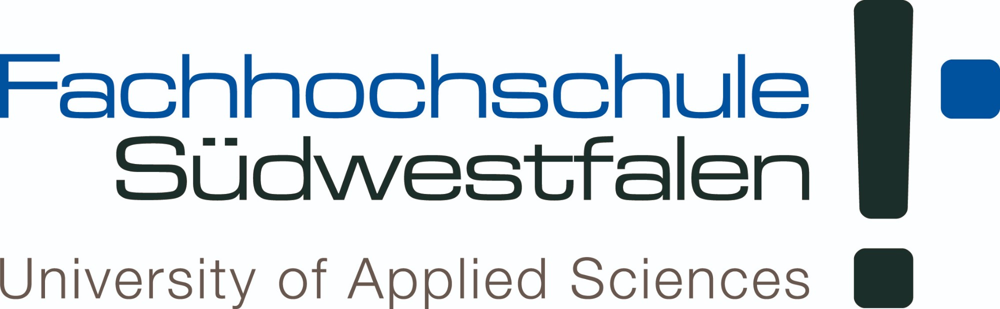 Fachhochschule
Südwestfalen
University of Applied Sciences